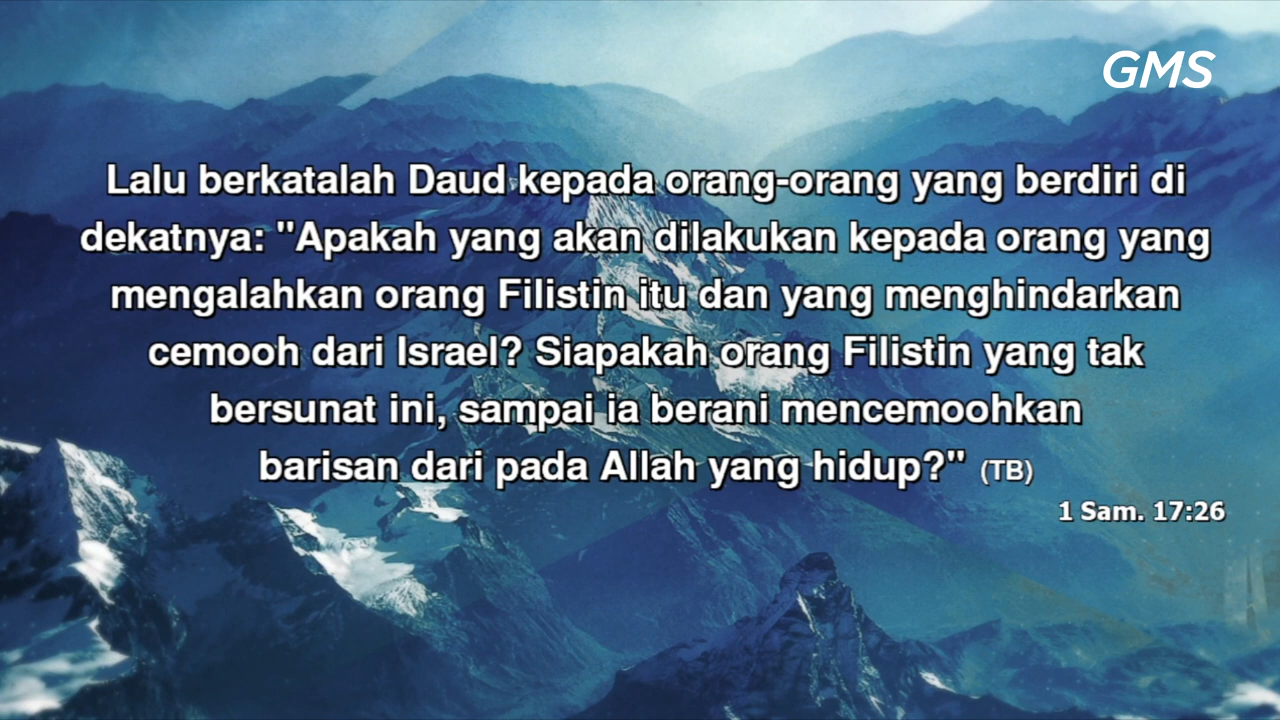 GMS
Lalu berkatalah Daud kepada orang-orang yang berdiri di
dekatnya: "Apakah yang akan dilakukan kepada orang yang
mengalahkan orang Filistin itu dan yang menghindarkan
cemooh dari Israel? Siapakah orang Filistin yang tak
bersunat ini, sampai ia berani mencemoohkan
barisan dari pada Allah yang hidup?" (TB)
1 Sam. 17:26